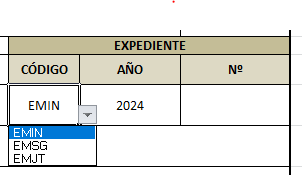 EXPEDIENTE
CÓDIGO AÑO Nº
EMIN 2024
EMIN
EMSG
EMJT